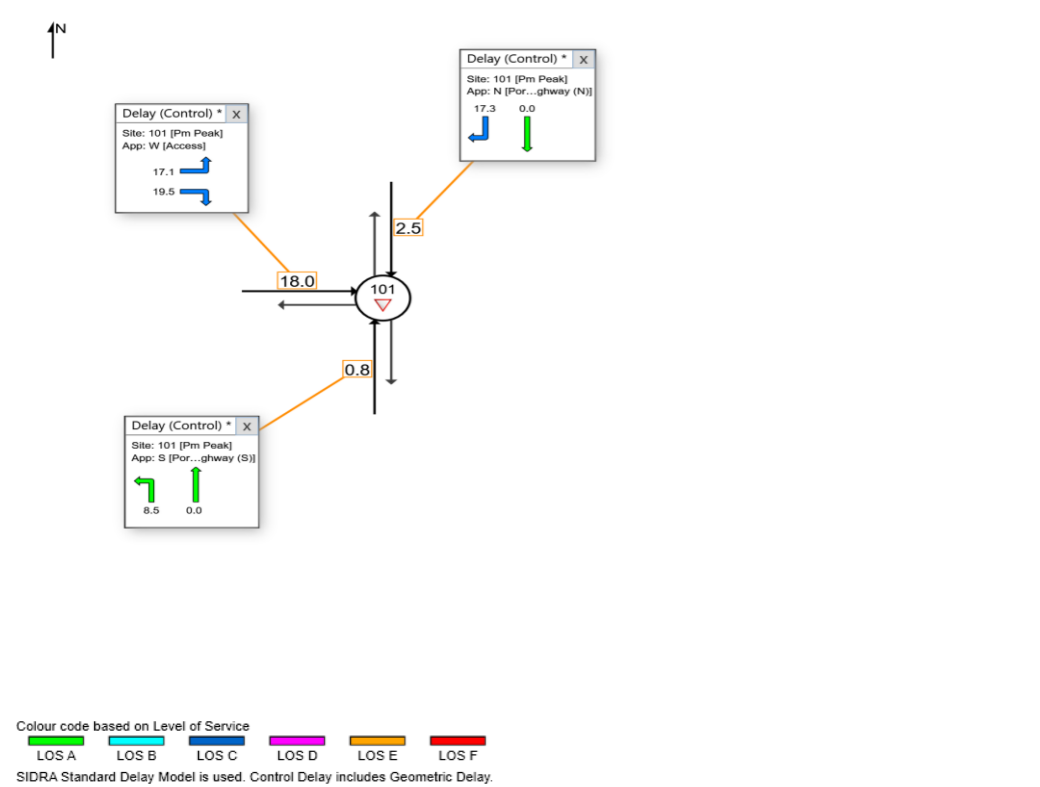 N
Delay (Control) * x
Site: 101 [Pm Peak]
App: N [Por...ghway (N)]
17.3 0.0
Delay (Control) * x
Site: 101 [Pm Peak]
App: W [Access]
17.1
19.5
2.5
18.0
101
0.8
Delay (Control) * x
Site: 101 [Pm Peak]
App: S [Por...ghway (S)]
8.5 0.0
Colour code based on Level of Service
LOS A LOS B LOS C LOS D LOS E LOS F
SIDRA Standard Delay Model is used. Control Delay includes Geometric Delay.